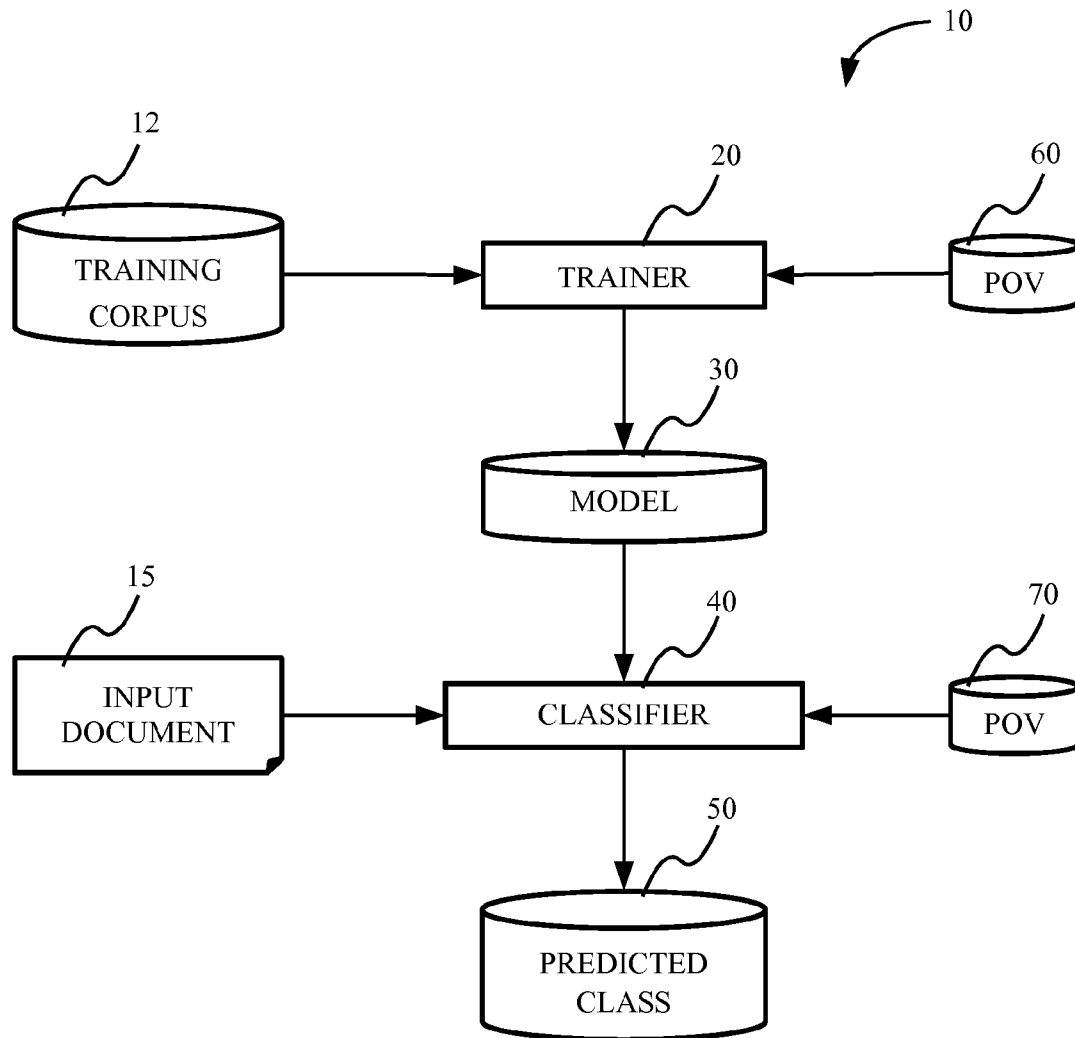 10
12
20
60
TRAINING
CORPUS
TRAINER
POV
30
MODEL
15
40
70
INPUT
DOCUMENT
CLASSIFIER
POV
50
PREDICTED
CLASS